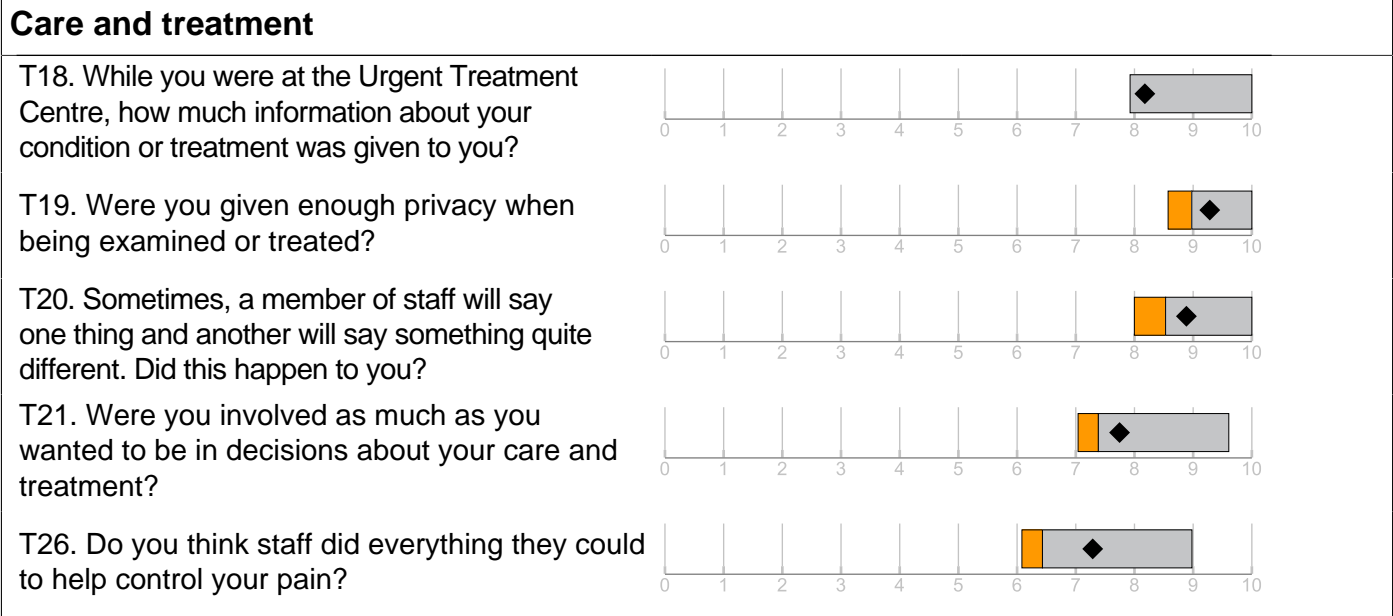 Care and treatment
T18. While you were at the Urgent Treatment
Centre, how much information about your
condition or treatment was given to you?
0 1 2 3 4 5 6 7 8 9 10
T19. Were you given enough privacy when
being examined or treated?
0 1 2 3 4 5 6 7 8 9 10
T20. Sometimes, a member of staff will say
one thing and another will say something quite
different. Did this happen to you?
0 1 2 3 4 5 6 7 8 9 10
T21. Were you involved as much as you
wanted to be in decisions about your care and
treatment?
0 1 2 3 4 5 6 7 8 9 10
T26. Do you think staff did everything they could
to help control your pain?
0 1 2 3 4 5 6 7 8 9 10